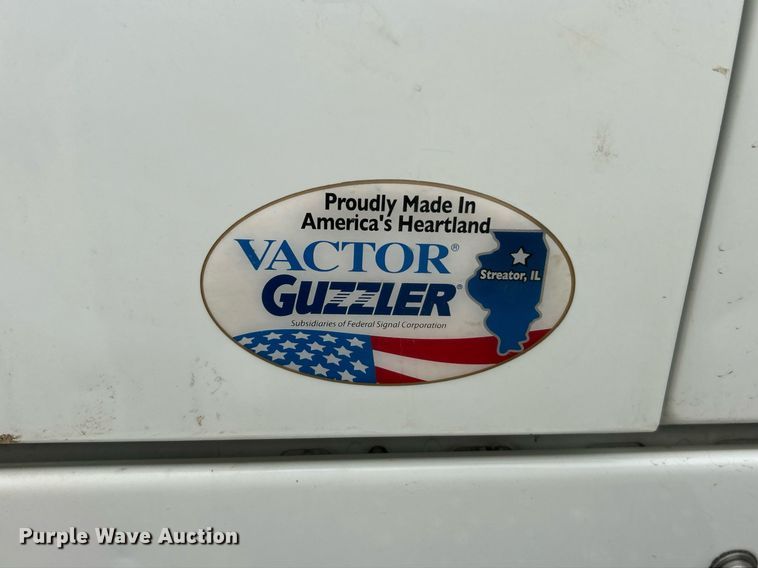 Proudly Made In
America's Heartland
VACTOR®
GUZZLER®
Subsidiaries of Federal Signal Corporation
Streator, IL
Purple Wave Auction